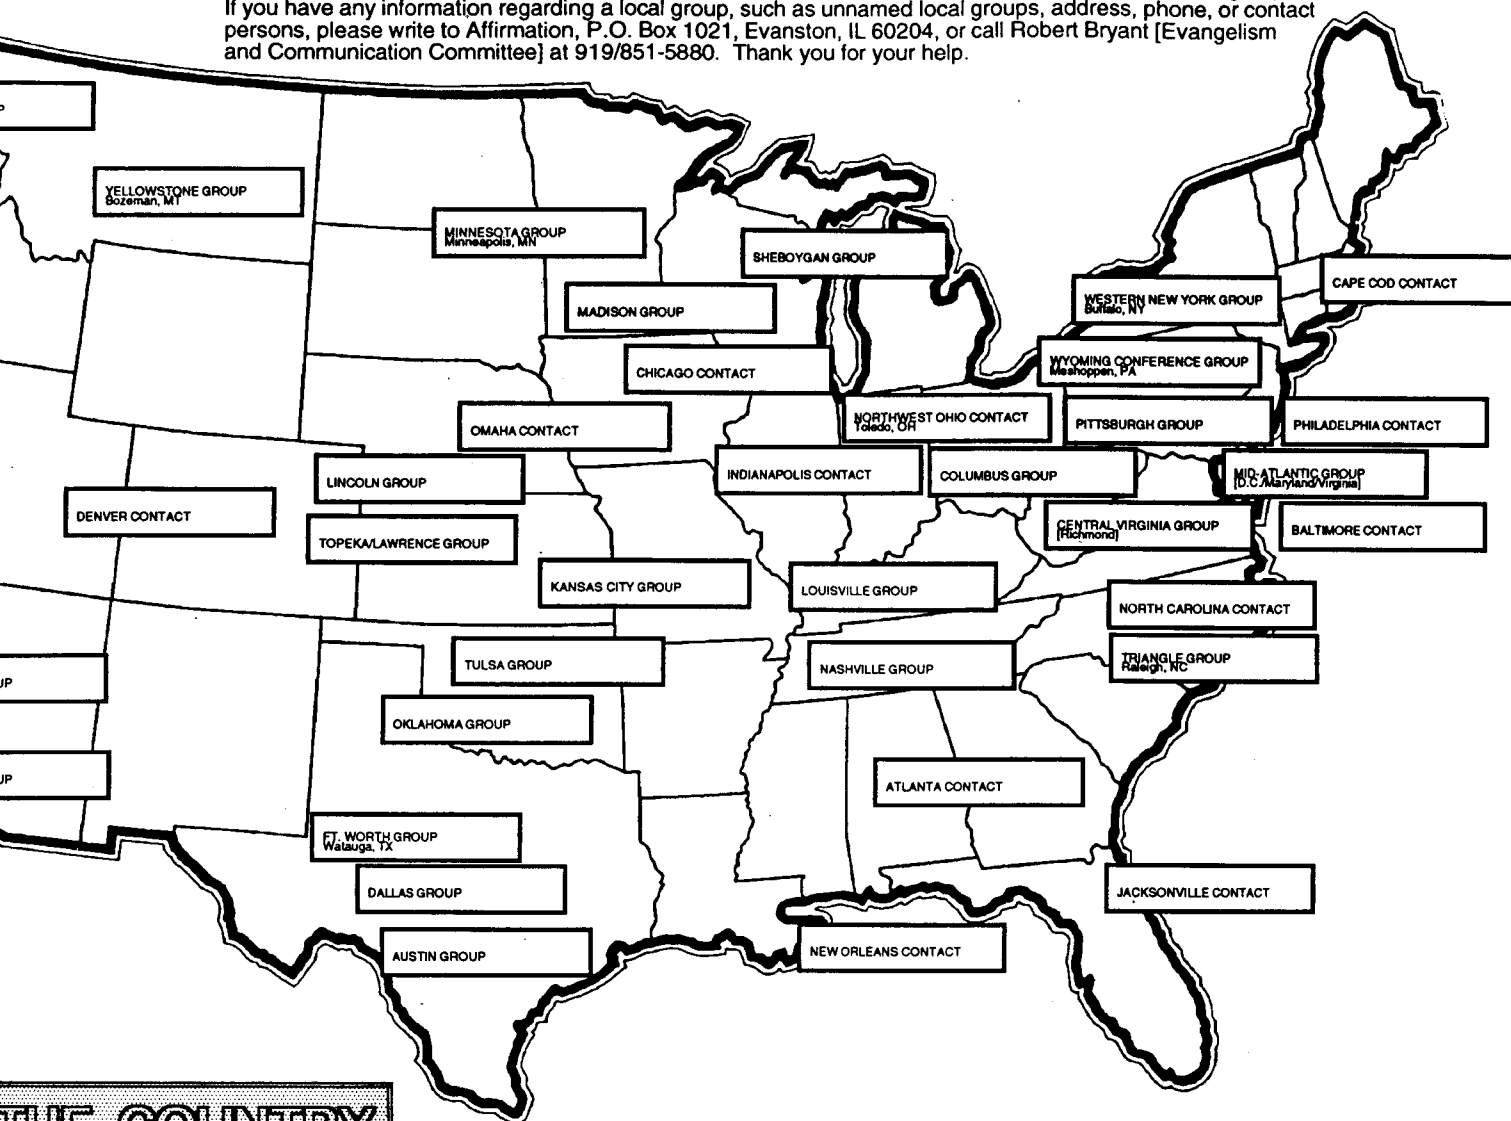 If you have any information regarding a local group, such as unnamed local groups, address, phone, or contact
persons, please write to Affirmation, P.O. Box 1021, Evanston, IL 60204, or call Robert Bryant [Evangelism
and Communication Committee] at 919/851-5880. Thank you for your help.
P
YELLOWSTONE GROUP
Bozeman, MT
MINNESOTA GROUP
Minneapolis, MN
SHEBOYGAN GROUP
CAPE COD CONTACT
WESTERN NEW YORK GROUP
Buffalo, NY
MADISON GROUP
WYOMING CONFERENCE GROUP
Meshoppen, PA
CHICAGO CONTACT
NORTHWEST OHIO CONTACT
Toledo, OH
PITTSBURGH GROUP
PHILADELPHIA CONTACT
OMAHA CONTACT
INDIANAPOLIS CONTACT
COLUMBUS GROUP
MID-ATLANTIC GROUP
[D.C./Maryland/Virginia]
LINCOLN GROUP
DENVER CONTACT
CENTRAL VIRGINIA GROUP
[Richmond]
BALTIMORE CONTACT
TOPEKA/LAWRENCE GROUP
KANSAS CITY GROUP
LOUISVILLE GROUP
NORTH CAROLINA CONTACT
TULSA GROUP
NASHVILLE GROUP
TRIANGLE GROUP
Raleigh, NC
UP
OKLAHOMA GROUP
UP
ATLANTA CONTACT
FT. WORTH GROUP
Watauga, TX
DALLAS GROUP
JACKSONVILLE CONTACT
AUSTIN GROUP
NEW ORLEANS CONTACT
THE COUNTRY